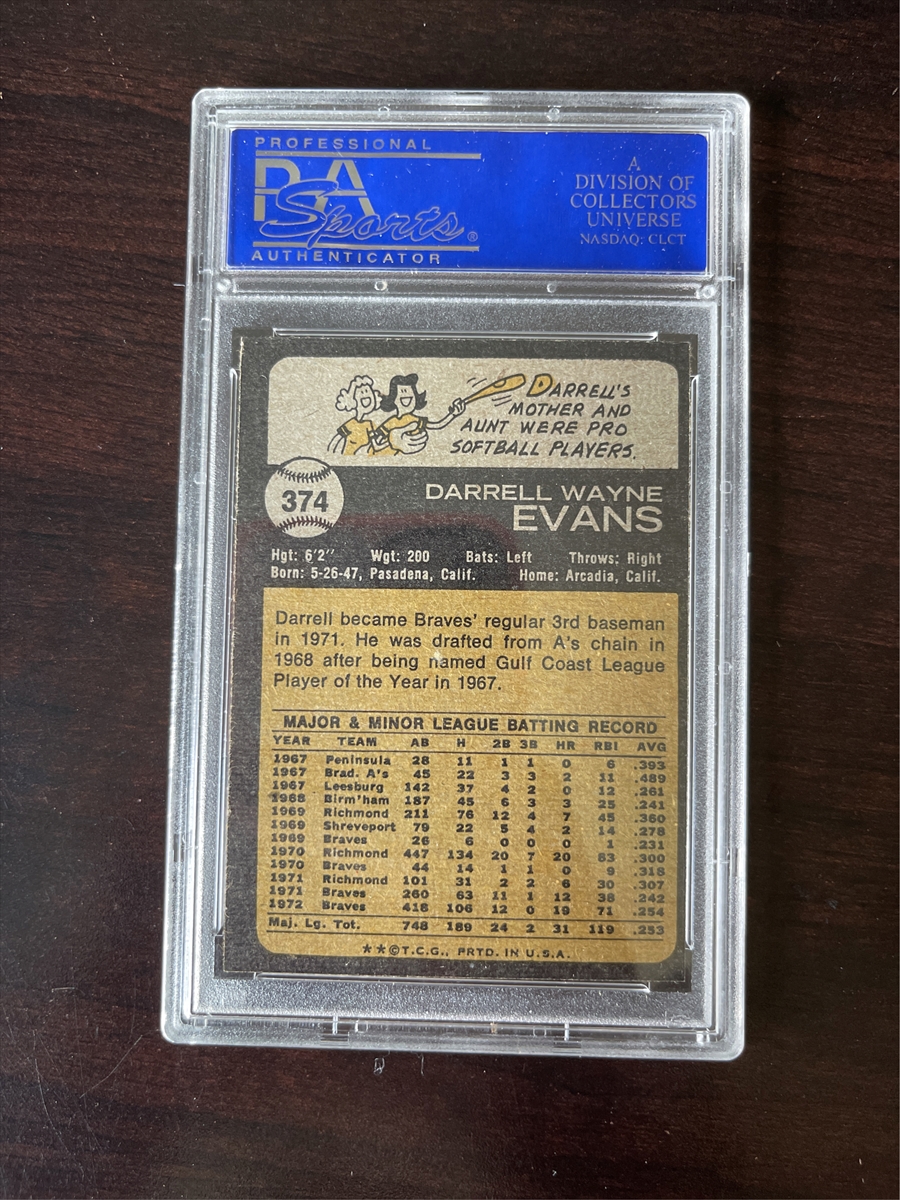 PROFESSIONAL
PSA
Sports®
AUTHENTICATOR
A
DIVISION OF
COLLECTORS
UNIVERSE
NASDAQ: CLCT
DARRELL'S
MOTHER AND
AUNT WERE PRO
SOFTBALL PLAYERS.
374
DARRELL WAYNE
EVANS
Hgt: 6'2" Wgt: 200 Bats: Left Throws: Right
Born: 5-26-47, Pasadena, Calif. Home: Arcadia, Calif.
Darrell became Braves' regular 3rd baseman
in 1971. He was drafted from A's chain in
1968 after being named Gulf Coast League
Player of the Year in 1967.
MAJOR & MINOR LEAGUE BATTING RECORD
YEAR TEAM AB H 2B 3B HR RBI AVG
1967 Peninsula 28 11 1 1 0 6 .393
1967 Brad. A's 45 22 3 3 2 11 .489
1967 Leesburg 142 37 4 2 0 12 .261
1968 Birm'ham 187 45 6 3 3 25 .241
1969 Richmond 211 76 12 4 7 45 .360
1969 Shreveport 79 22 5 4 2 14 .278
1969 Braves 26 6 0 0 0 1 .231
1970 Richmond 447 134 20 7 20 83 .300
1970 Braves 44 14 1 1 0 9 .318
1971 Richmond 101 31 2 2 6 30 .307
1971 Braves 260 63 11 1 12 38 .242
1972 Braves 418 106 12 0 19 71 .254
Maj. Lg. Tot. 748 189 24 2 31 119 .253
**©T.C.G., PRTD. IN U.S.A.